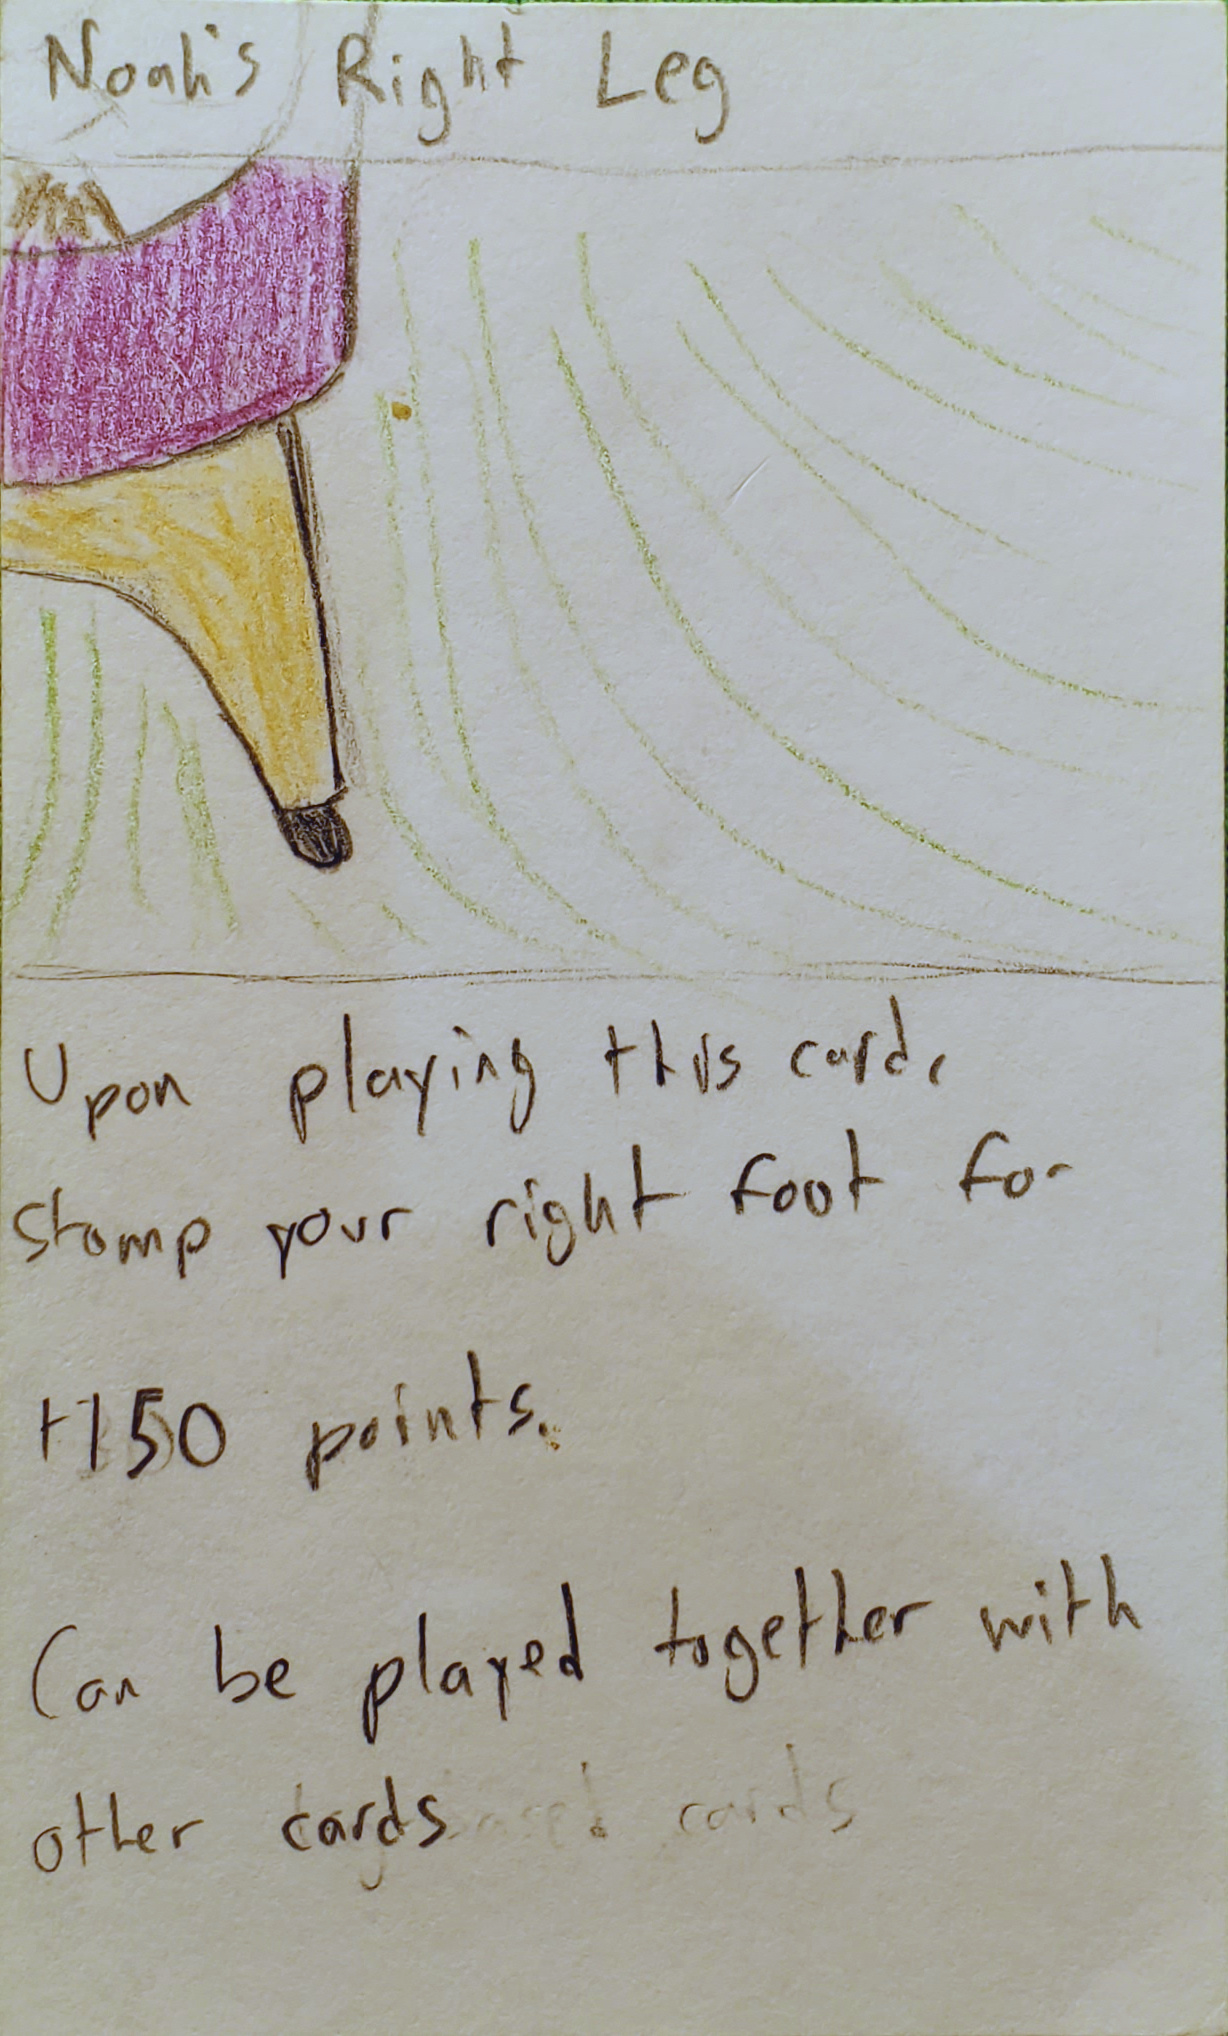 Noah's Right Leg
Upon playing this card,
stomp your right foot for
+150 points.
Can be played together with
other cards cards